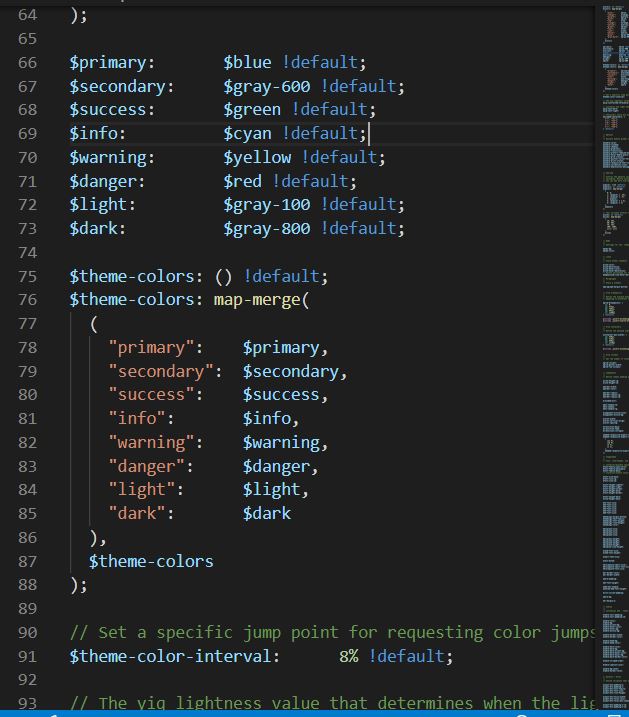 64 );
65
66 $primary: $blue !default;
67 $secondary: $gray-600 !default;
68 $success: $green !default;
69 $info: $cyan !default;
70 $warning: $yellow !default;
71 $danger: $red !default;
72 $light: $gray-100 !default;
73 $dark: $gray-800 !default;
74
75 $theme-colors: () !default;
76 $theme-colors: map-merge(
77 (
78 "primary": $primary,
79 "secondary": $secondary,
80 "success": $success,
81 "info": $info,
82 "warning": $warning,
83 "danger": $danger,
84 "light": $light,
85 "dark": $dark
86 ),
87 $theme-colors
88 );
89
90 // Set a specific jump point for requesting color jumps
91 $theme-color-interval: 8% !default;
92
93 // The yiq lightness value that determines when the lig